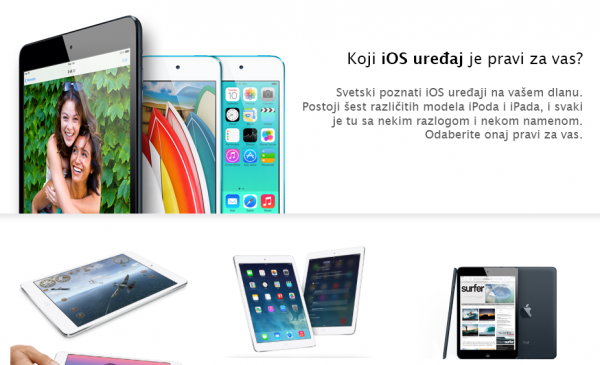 Koji iOS uređaj je pravi za vas?
Svetski poznati iOS uređaji na vašem dlanu.
Postoji šest različitih modela iPoda i iPada, i svaki
je tu sa nekim razlogom i nekom namenom.
Odaberite onaj pravi za vas.
surfer